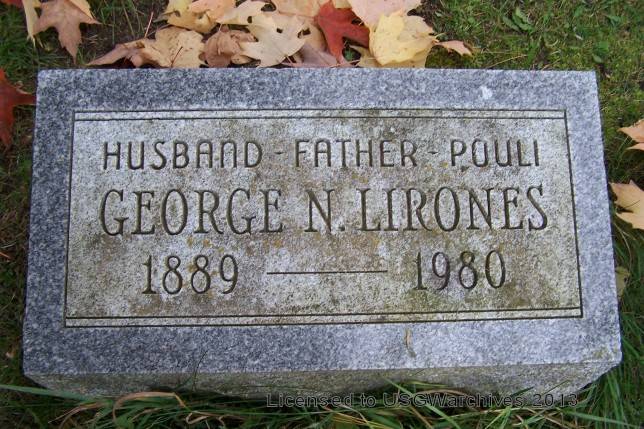 HUSBAND - FATHER - POULI
GEORGE N. LIRONES
1889 — 1980
Licensed to USGWarchives 2013